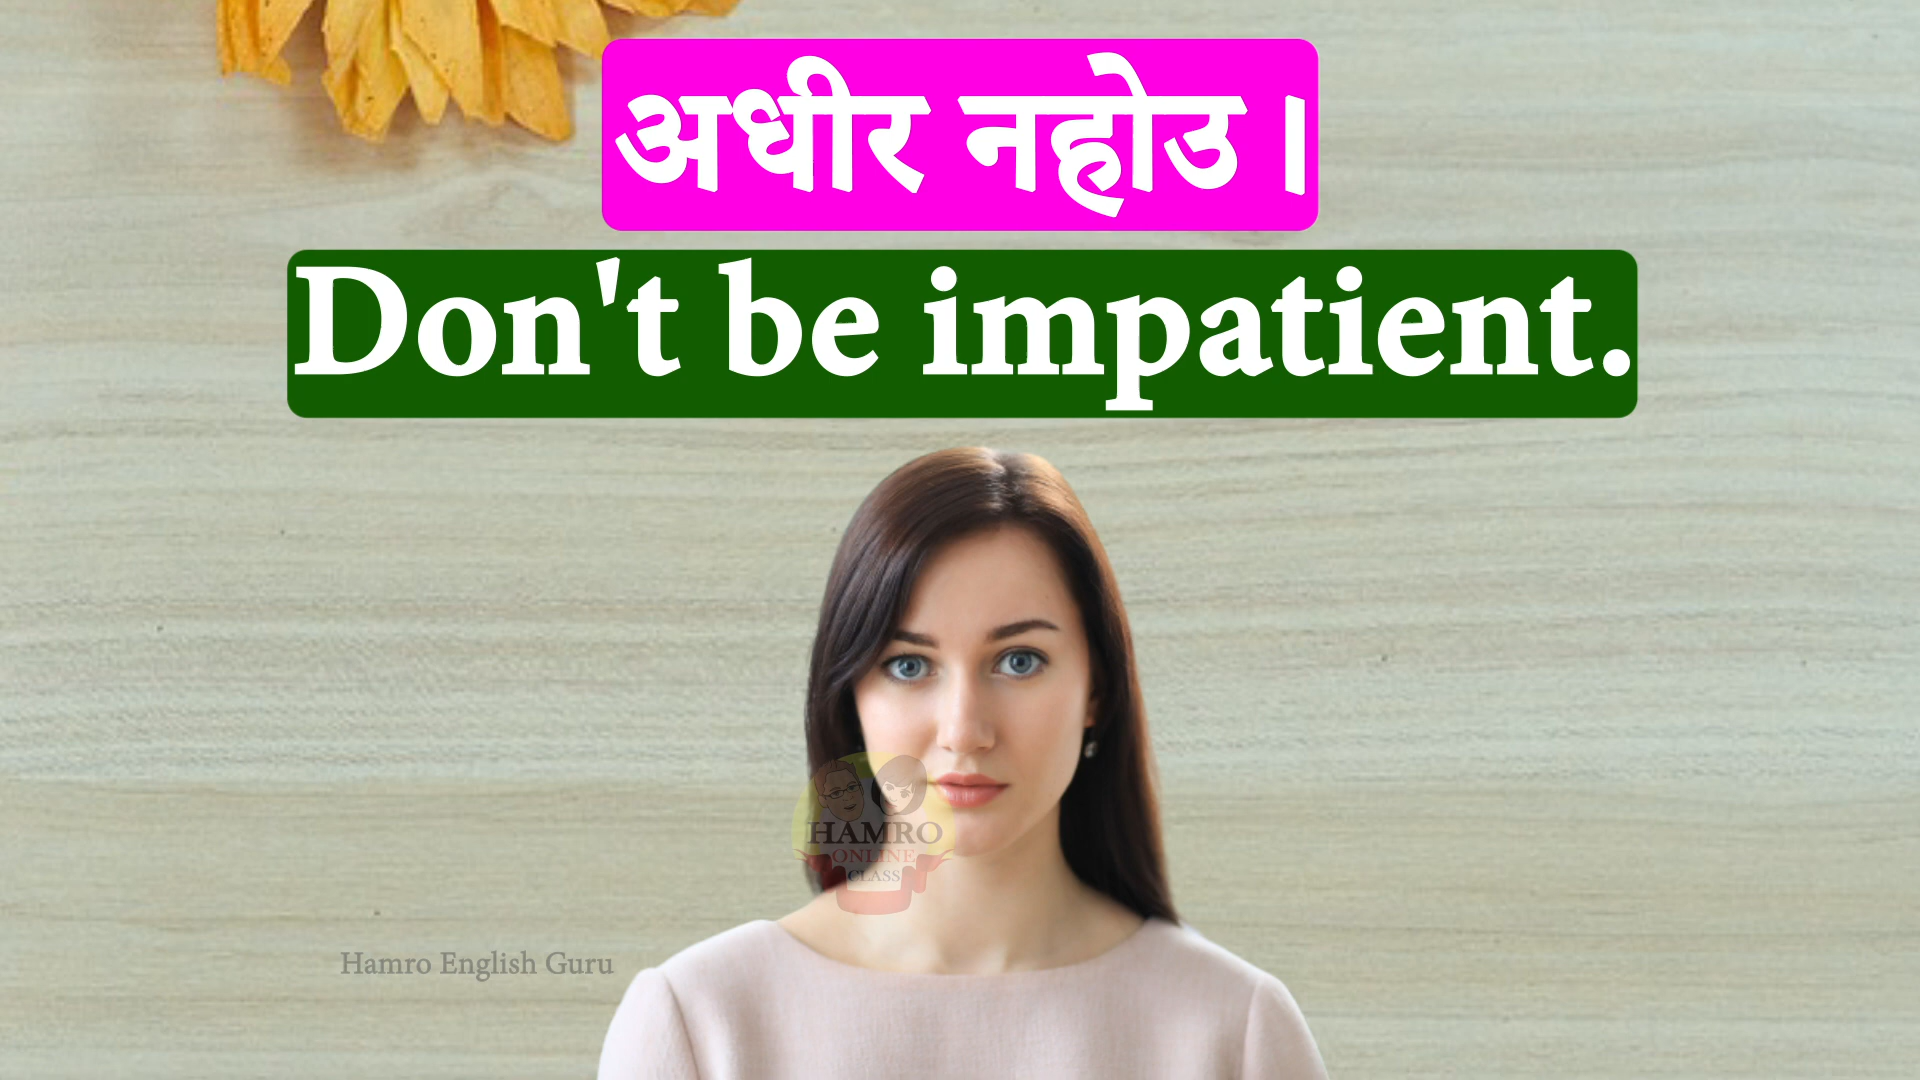 अधीर नहोउ ।
Don't be impatient.
HAMRO
ONLINE
CLASS
Hamro English Guru